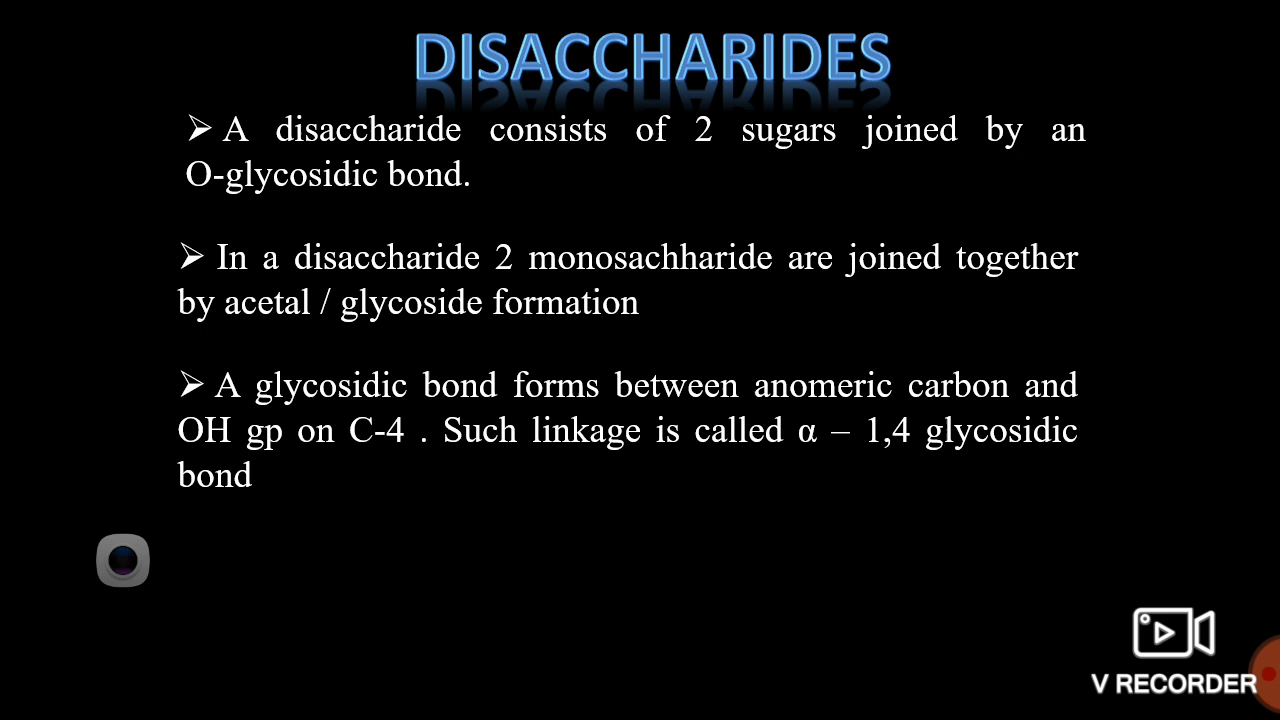 DISACCHARIDES
➢ A disaccharide consists of 2 sugars joined by an
O-glycosidic bond.
➢ In a disaccharide 2 monosachharide are joined together
by acetal / glycoside formation
➢ A glycosidic bond forms between anomeric carbon and
OH gp on C-4 . Such linkage is called α – 1,4 glycosidic
bond
V RECORDER